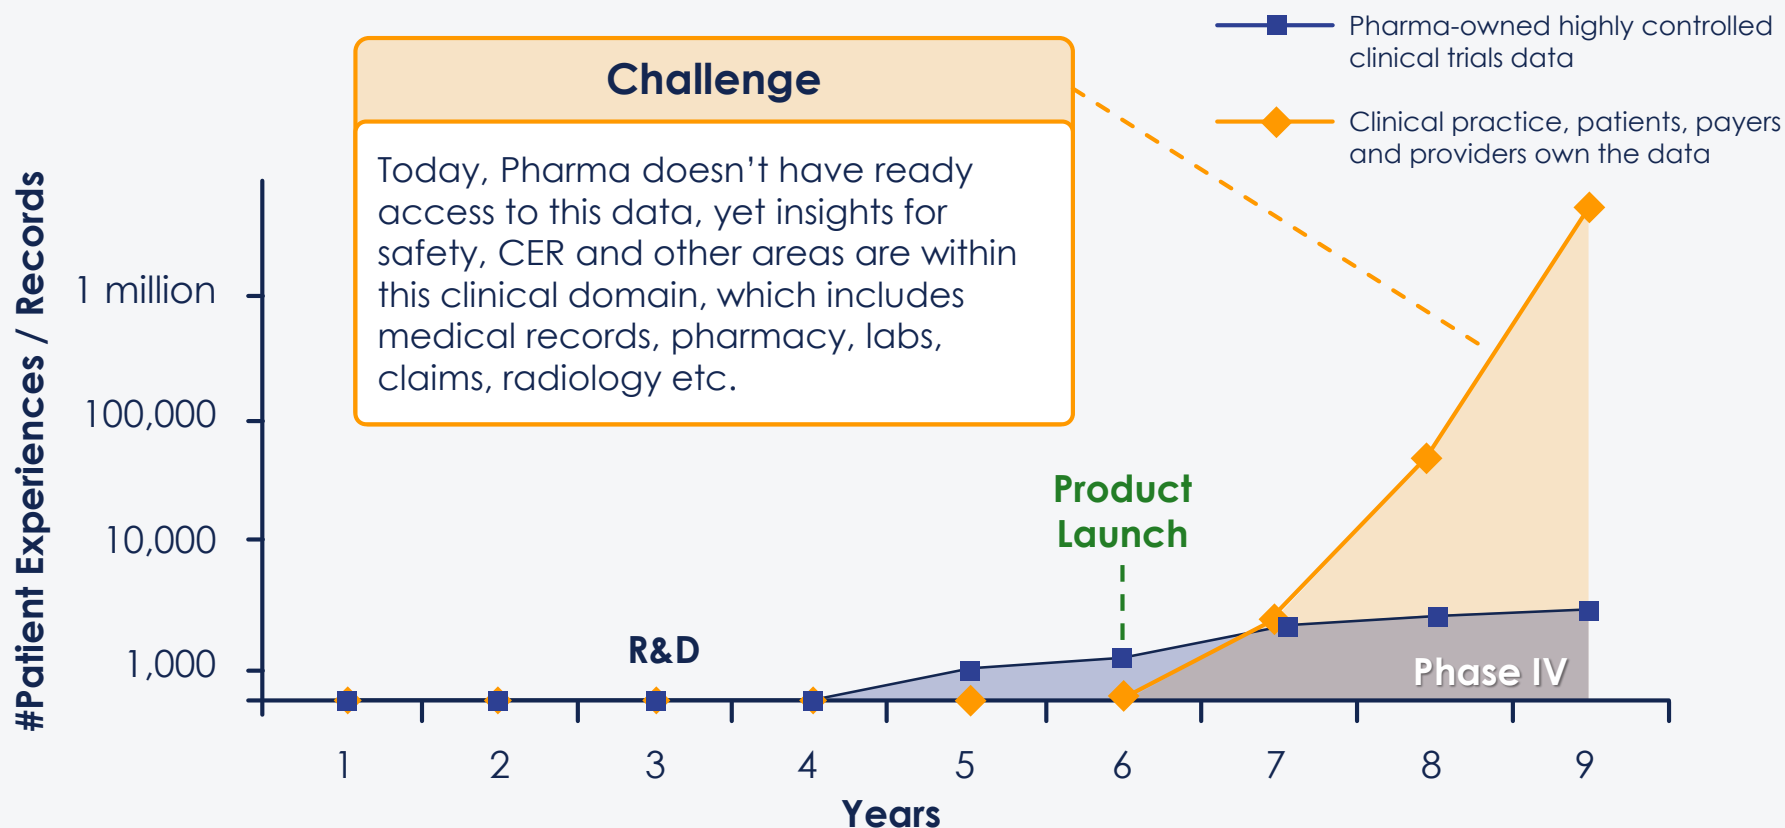 Pharma-owned highly controlled
clinical trials data
Clinical practice, patients, payers
and providers own the data
Challenge
Today, Pharma doesn't have ready
access to this data, yet insights for
safety, CER and other areas are within
this clinical domain, which includes
medical records, pharmacy, labs,
claims, radiology etc.
#Patient Experiences / Records
1 million
100,000
10,000
1,000
Product
Launch
R&D
Phase IV
1 2 3 4 5 6 7 8 9
Years